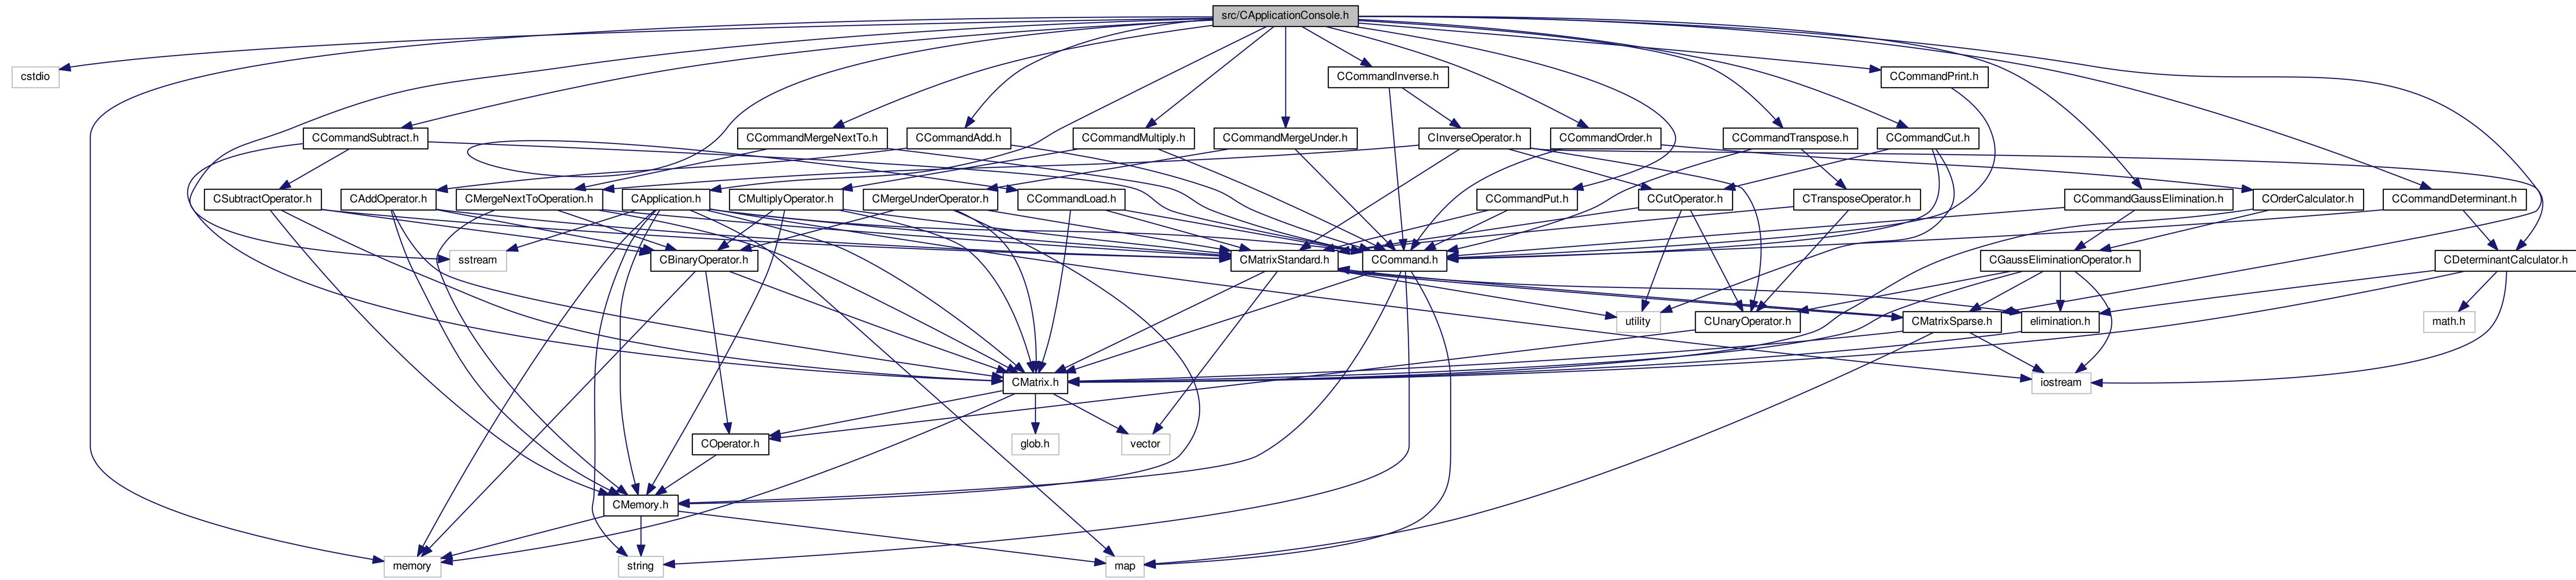 src/CApplicationConsole.h
cstdio
CCommandInverse.h
CCommandPrint.h
CCommandSubtract.h
CCommandMergeNextTo.h
CCommandAdd.h
CCommandMultiply.h
CCommandMergeUnder.h
CInverseOperator.h
CCommandOrder.h
CCommandTranspose.h
CCommandCut.h
CSubtractOperator.h
CAddOperator.h
CMergeNextToOperation.h
CApplication.h
CMultiplyOperator.h
CMergeUnderOperator.h
CCommandLoad.h
CCommandPut.h
CCutOperator.h
CTransposeOperator.h
CCommandGaussElimination.h
COrderCalculator.h
CCommandDeterminant.h
sstream
CBinaryOperator.h
CMatrixStandard.h
CCommand.h
CGaussEliminationOperator.h
CDeterminantCalculator.h
utility
CUnaryOperator.h
CMatrixSparse.h
elimination.h
math.h
CMatrix.h
iostream
COperator.h
glob.h
vector
CMemory.h
memory
string
map